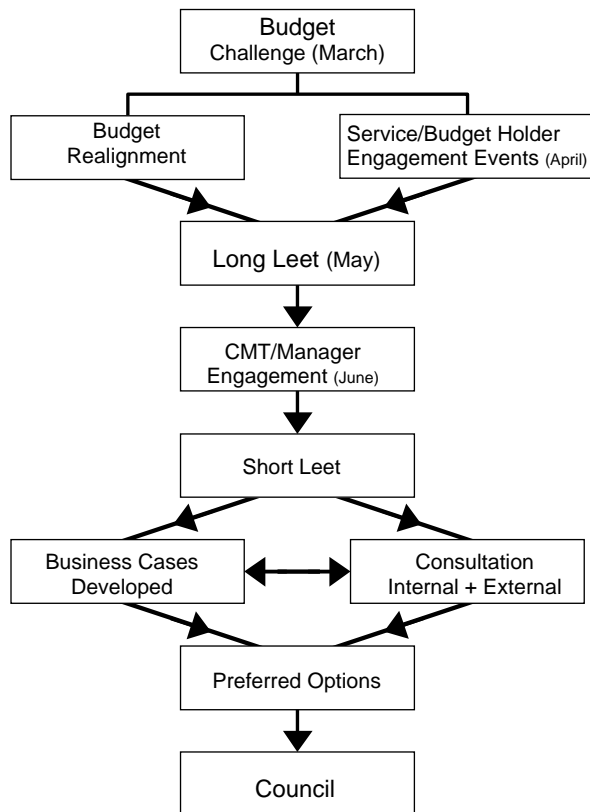 Budget
Challenge (March)
Budget
Realignment
Service/Budget Holder
Engagement Events (April)
Long Leet (May)
CMT/Manager
Engagement (June)
Short Leet
Business Cases
Developed
Consultation
Internal + External
Preferred Options
Council